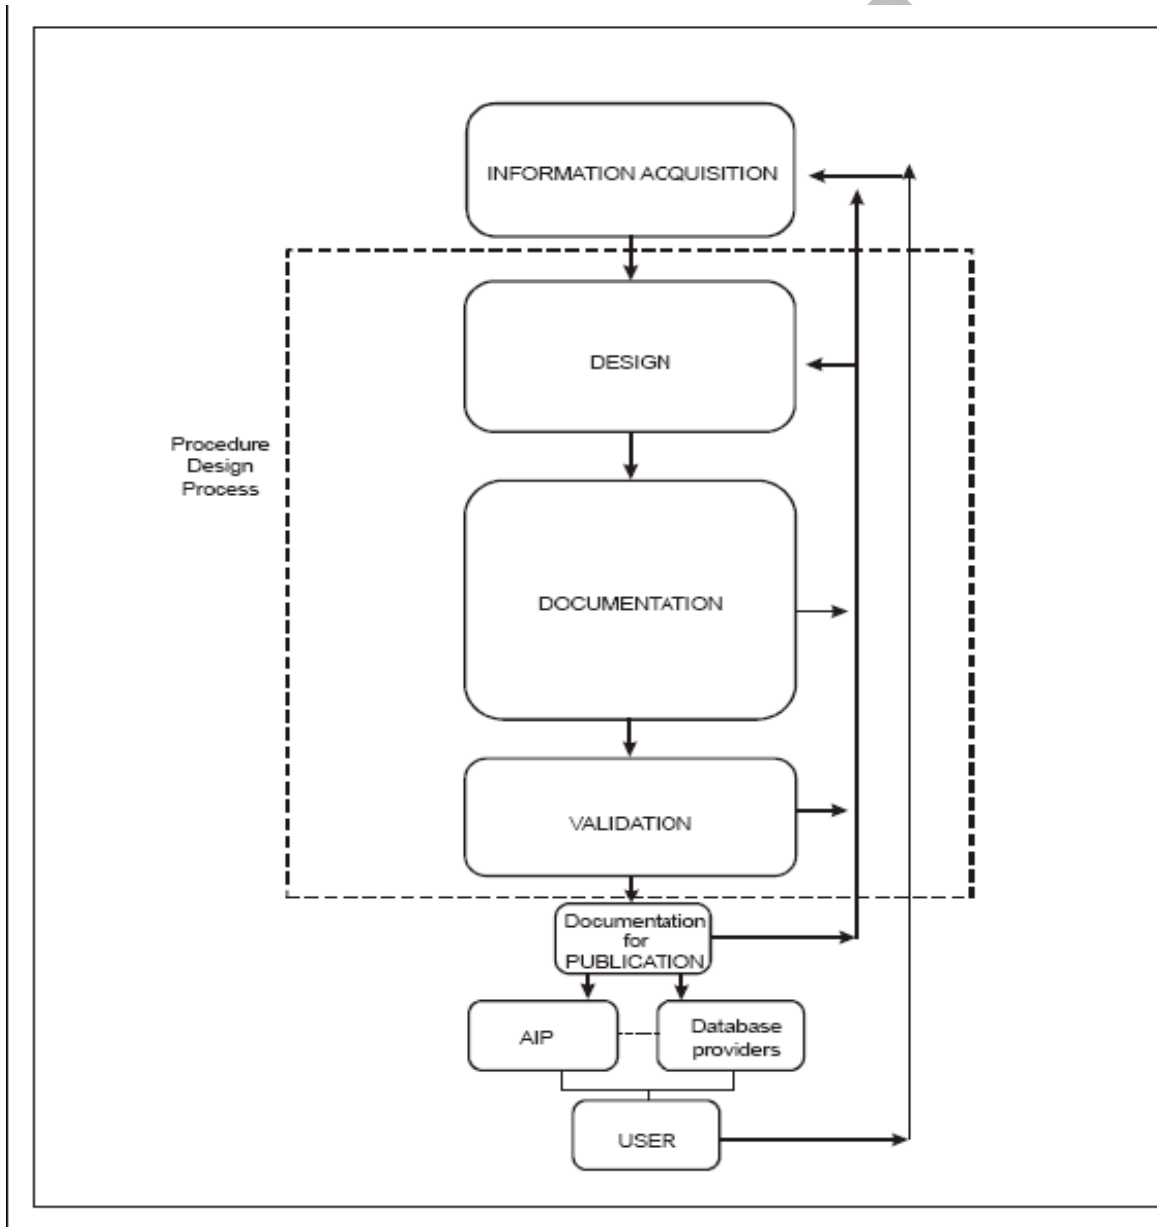 INFORMATION ACQUISITION
DESIGN
Procedure
Design
Process
DOCUMENTATION
VALIDATION
Documentation
for
PUBLICATION
AIP
Database
providers
USER